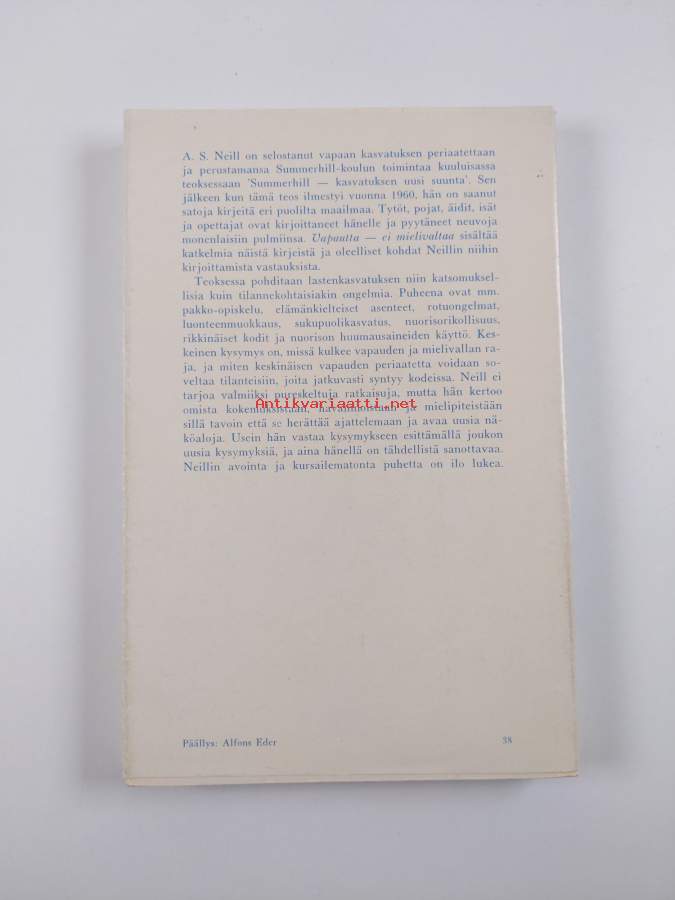 A. S. Neill on selostanut vapaan kasvatuksen periaatettaan
ja perustamansa Summerhill-koulun toimintaa kuuluisassa
teoksessaan 'Summerhill — kasvatuksen uusi suunta'. Sen
jälkeen kun tämä teos ilmestyi vuonna 1960, hän on saanut
satoja kirjeitä eri puolilta maailmaa. Tytöt, pojat, äidit, isät
ja opettajat ovat kirjoittaneet hänelle ja pyytäneet neuvoja
monenlaisiin pulmiinsa. Vapautta — ei mielivaltaa sisältää
katkelmia näistä kirjeistä ja oleelliset kohdat Neillin niihin
kirjoittamista vastauksista.
Teoksessa pohditaan lastenkasvatuksen niin katsomuksel-
lisia kuin tilannekohtaisiakin ongelmia. Puheena ovat mm.
pakko-opiskelu, elämänkielteiset asenteet, rotuongelmat,
luonteenmuokkaus, sukupuolikasvatus, nuorisorikollisuus,
rikkinäiset kodit ja nuorison huumausaineiden käyttö. Kes-
keinen kysymys on, missä kulkee vapauden ja mielivallan ra-
ja, ja miten keskinäisen vapauden periaatetta voidaan so-
veltaa tilanteisiin, joita jatkuvasti syntyy kodeissa. Neill ei
tarjoa valmiiksi pureskeltuja ratkaisuja, mutta hän kertoo
Antikvariaatti.net
omista kokemuksistaan, havainnoistaan ja mielipiteistään
sillä tavoin että se herättää ajattelemaan ja avaa uusia nä-
köaloja. Usein hän vastaa kysymykseen esittämällä joukon
uusia kysymyksiä, ja aina hänellä on tähdellistä sanottavaa.
Neillin avointa ja kursailematonta puhetta on ilo lukea.
Päällys: Alfons Eder
38